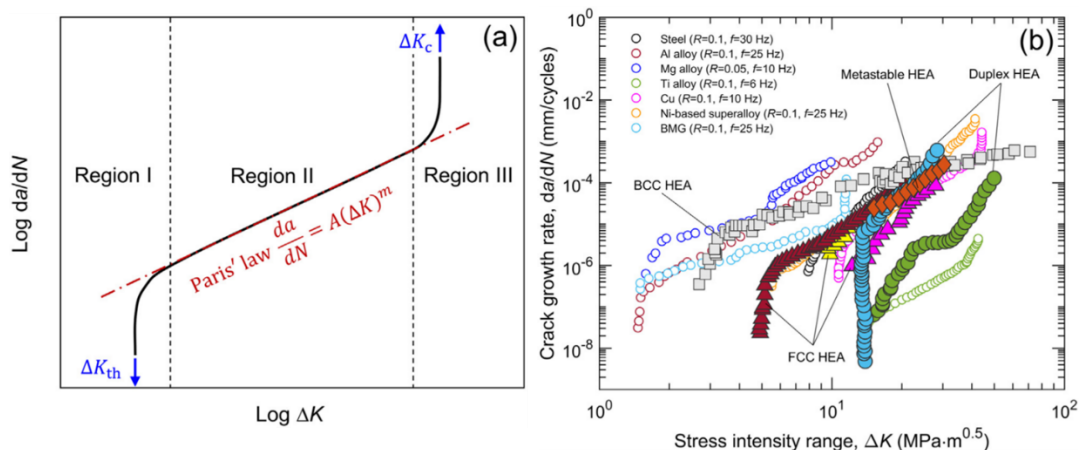 (a)
ΔKc
Region I
Region II
Region III
Paris' law da/dN = A(ΔK)^m
ΔKth
Log da/dN
Log ΔK
(b)
Steel (R=0.1, f=30 Hz)
Al alloy (R=0.1, f=25 Hz)
Mg alloy (R=0.05, f=10 Hz)
Ti alloy (R=0.1, f=6 Hz)
Cu (R=0.1, f=10 Hz)
Ni-based superalloy (R=0.1, f=25 Hz)
BMG (R=0.1, f=25 Hz)
Metastable HEA
Duplex HEA
BCC HEA
FCC HEA
10^0
10^-2
10^-4
10^-6
10^-8
Crack growth rate, da/dN (mm/cycles)
10^0
10^1
10^2
Stress intensity range, ΔK (MPa·m^0.5)